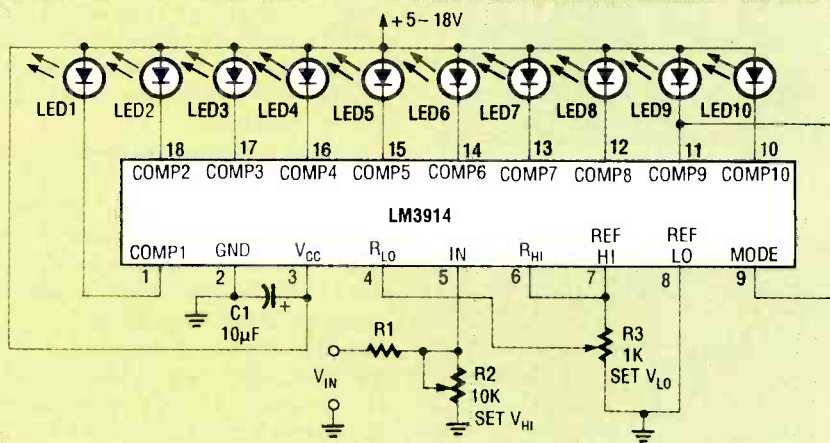 +5-18V
LED1 LED2 LED3 LED4 LED5 LED6 LED7 LED8 LED9 LED10
18 17 16 15 14 13 12 11 10
COMP2 COMP3 COMP4 COMP5 COMP6 COMP7 COMP8 COMP9 COMP10
LM3914
COMP1 GND VCC RLO IN RHI REF HI REF LO MODE
1 2 3 4 5 6 7 8 9
C1
10µF
R1
VIN
R2
10K
SET VHI
R3
1K
SET VLO